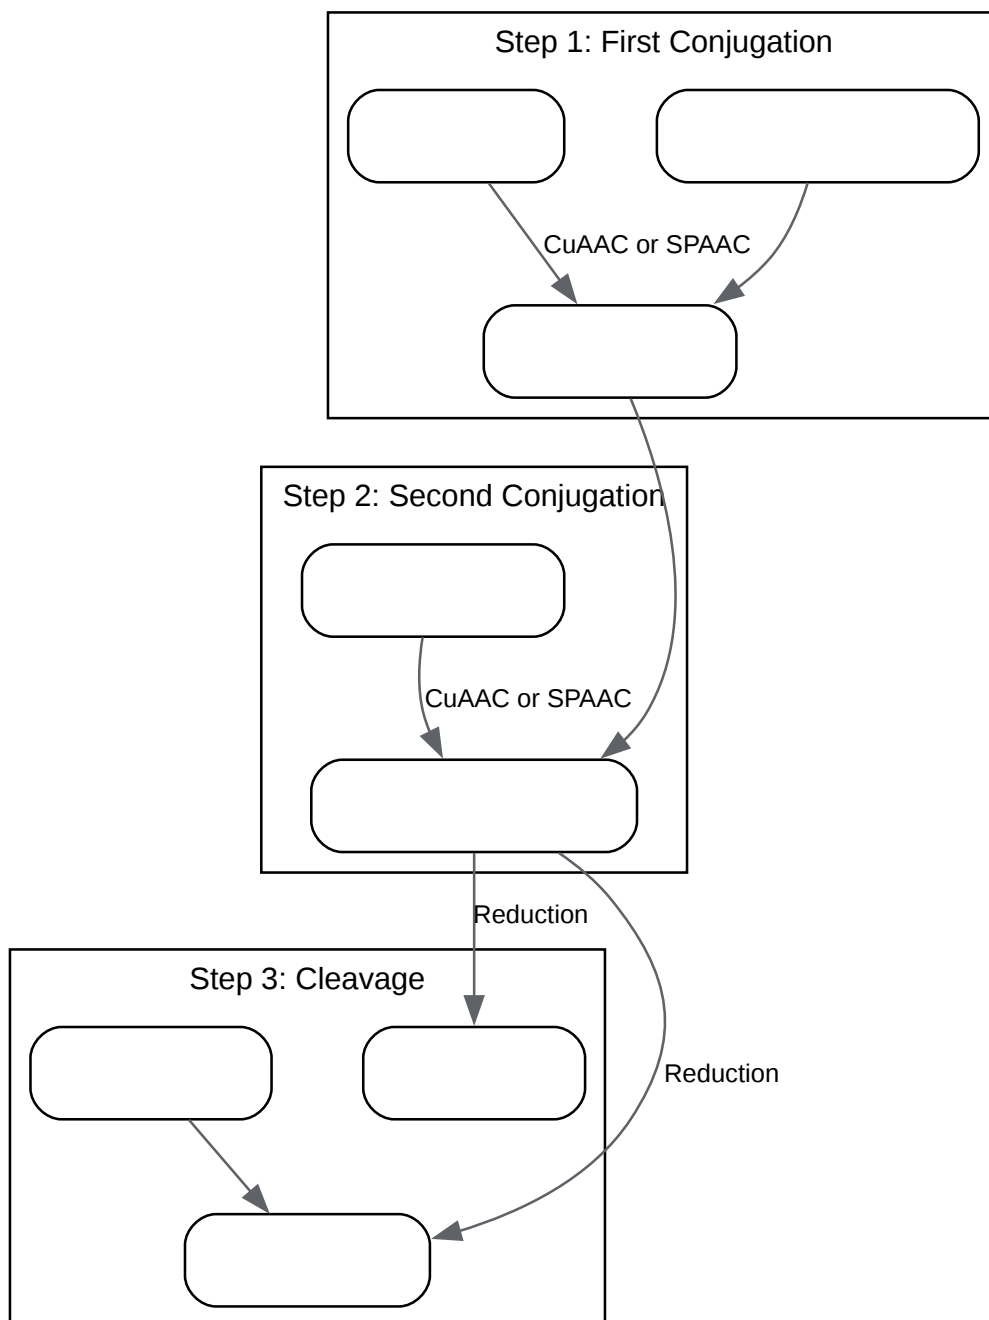 Step 1: First Conjugation
CuAAC or SPAAC
Step 2: Second Conjugation
CuAAC or SPAAC
Reduction
Step 3: Cleavage
Reduction